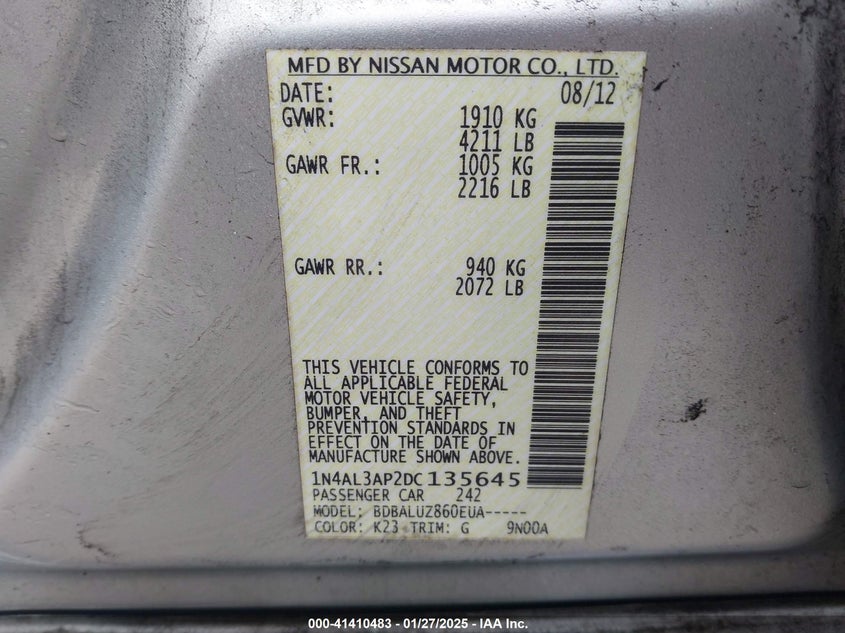 MFD BY NISSAN MOTOR CO., LTD.
DATE: 08/12
GVWR: 1910 KG
4211 LB
GAWR FR.: 1005 KG
2216 LB
GAWR RR.: 940 KG
2072 LB
THIS VEHICLE CONFORMS TO
ALL APPLICABLE FEDERAL
MOTOR VEHICLE SAFETY,
BUMPER, AND THEFT
PREVENTION STANDARDS IN
EFFECT ON THE DATE OF
MANUFACTURE SHOWN ABOVE.
1N4AL3AP2DC135645
PASSENGER CAR 242
MODEL: BDBALUZ860EUA-----
COLOR: K23 TRIM: G 9N00A
000-41410483 - 01/27/2025 - IAA Inc.